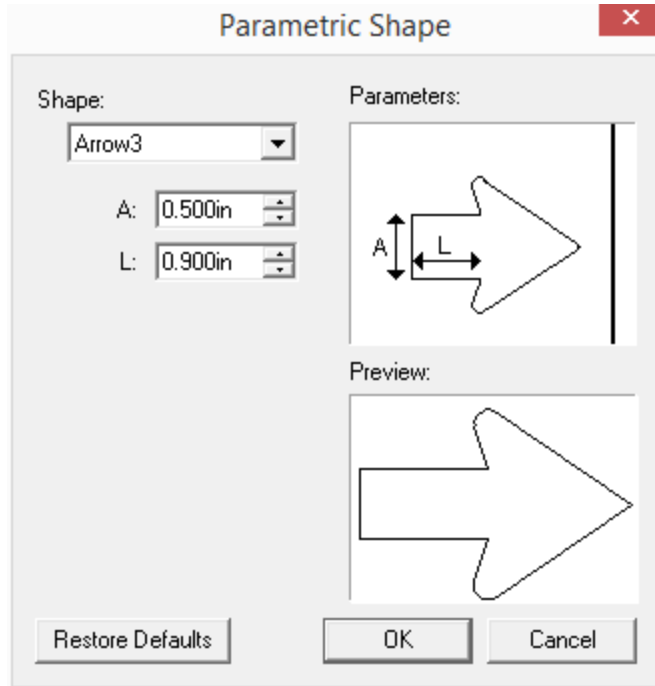 Parametric Shape
Shape:
Arrow3
A: 0.500in
L: 0.900in
Parameters:
A
L
Preview:
Restore Defaults
OK
Cancel